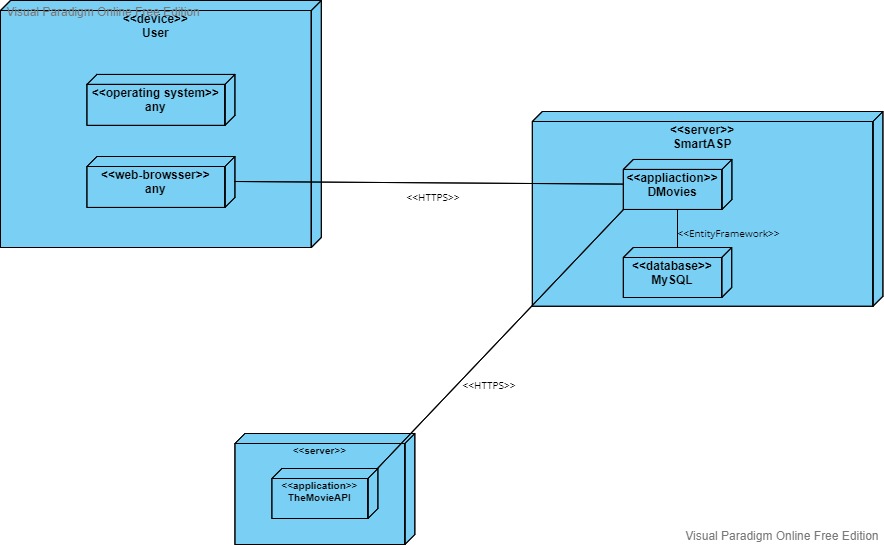 Visual Paradigm Online Free Edition
<<device>>
User
<<operating system>>
any
<<web-browsser>>
any
<<HTTPS>>
<<server>>
SmartASP
<<appliaction>>
DMovies
<<EntityFramework>>
<<database>>
MySQL
<<HTTPS>>
<<server>>
<<application>>
TheMovieAPI
Visual Paradigm Online Free Edition